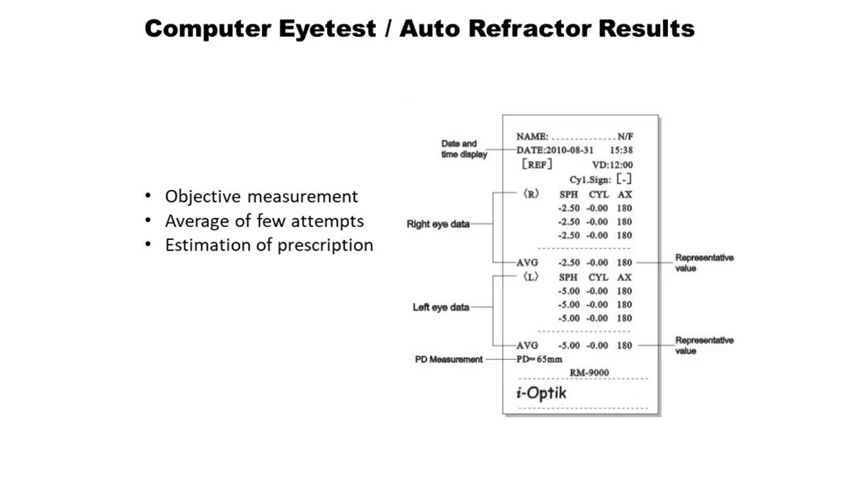 Computer Eyetest / Auto Refractor Results
• Objective measurement
• Average of few attempts
• Estimation of prescription
Date and
time display
Right eye data
Left eye data
PD Measurement
NAME: .............. N/F
DATE:2010-08-31 15:38
[REF] VD:12:00
Cyl.Sign: [-]
⟨R⟩ SPH CYL AX
-2.50 -0.00 180
-2.50 -0.00 180
-2.50 -0.00 180
AVG -2.50 -0.00 180
⟨L⟩ SPH CYL AX
-5.00 -0.00 180
-5.00 -0.00 180
-5.00 -0.00 180
AVG -5.00 -0.00 180
PD=65mm
RM-9000
i-Optik
Representative
value
Representative
value